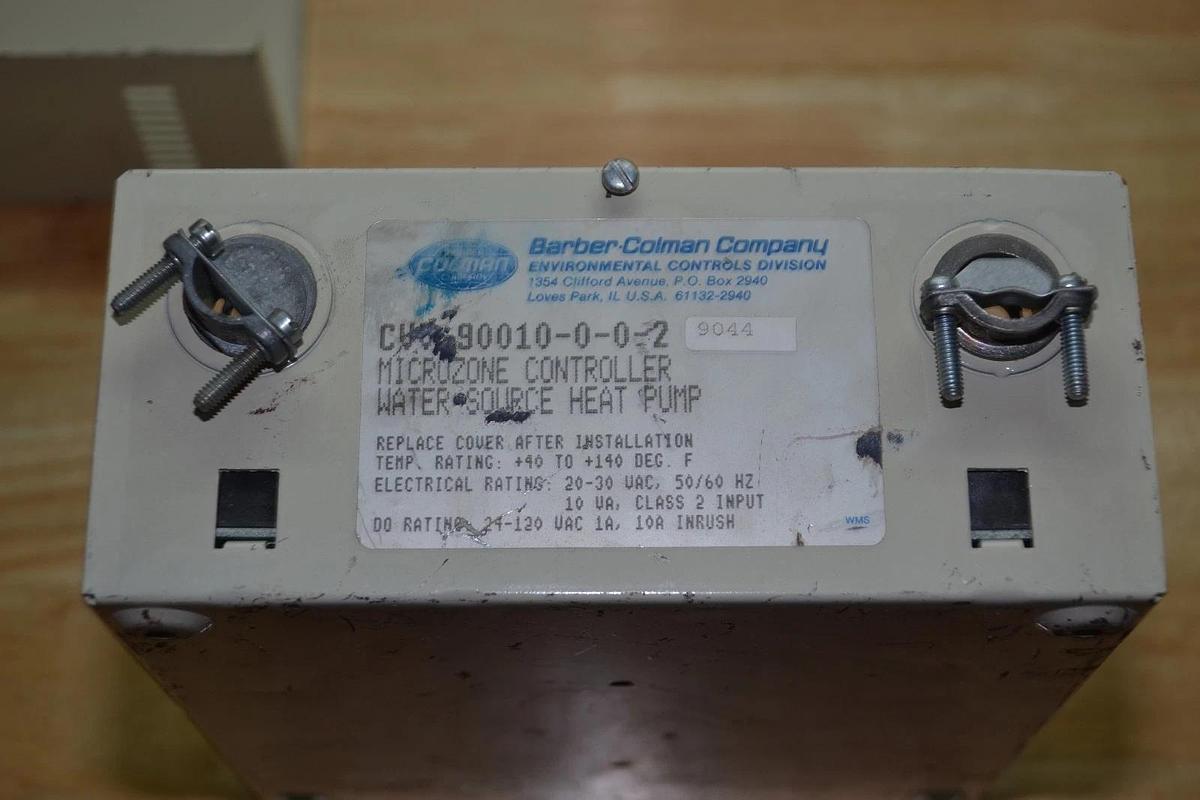 COLMAN
Barber-Colman Company
ENVIRONMENTAL CONTROLS DIVISION
1354 Clifford Avenue, P.O. Box 2940
Loves Park, IL U.S.A. 61132-2940
90010-0-0-2 9044
MICROZONE CONTROLLER
WATER SOURCE HEAT PUMP
REPLACE COVER AFTER INSTALLATION
TEMP. RATING: +40 TO +140 DEG. F
ELECTRICAL RATING: 20-30 VAC, 50/60 HZ
10 VA, CLASS 2 INPUT
DO RATING: 24-120 VAC 1A, 10A INRUSH
WMS